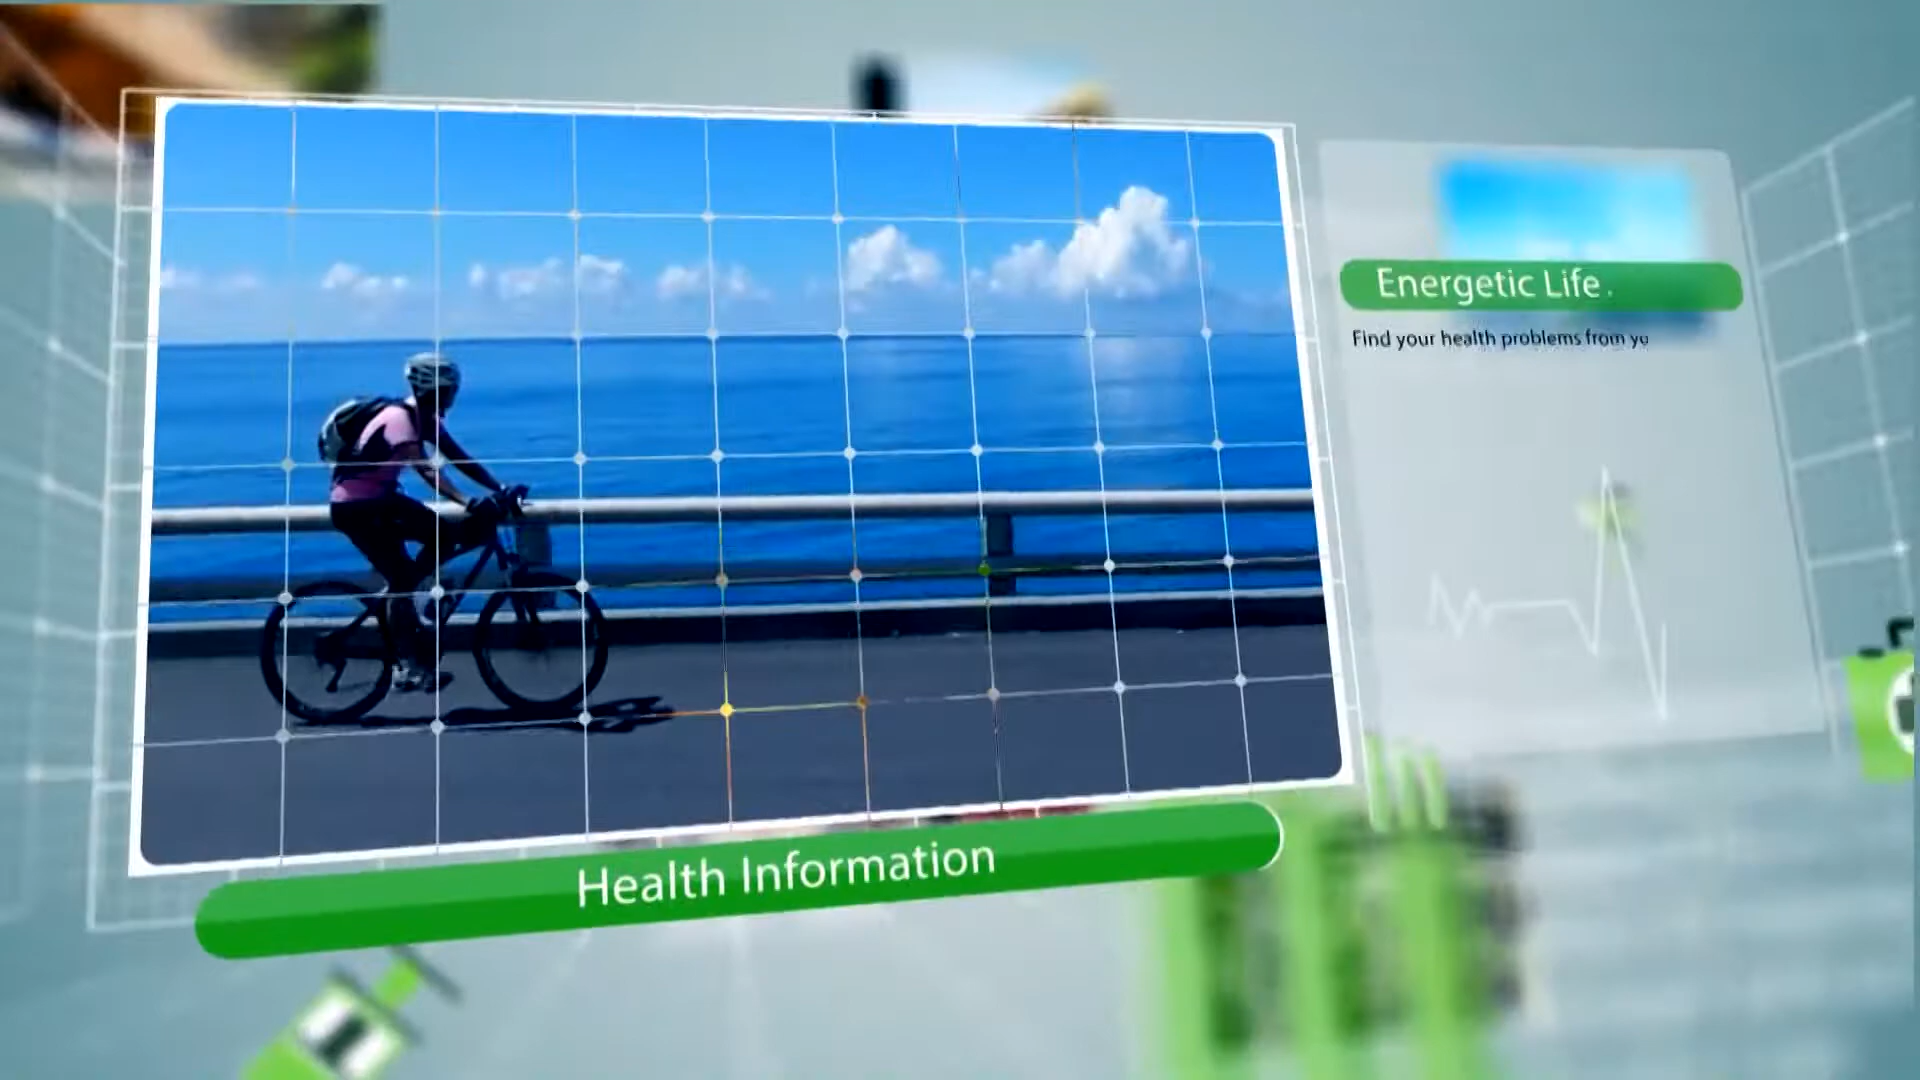 Energetic Life.
Find your health problems from yo
Health Information